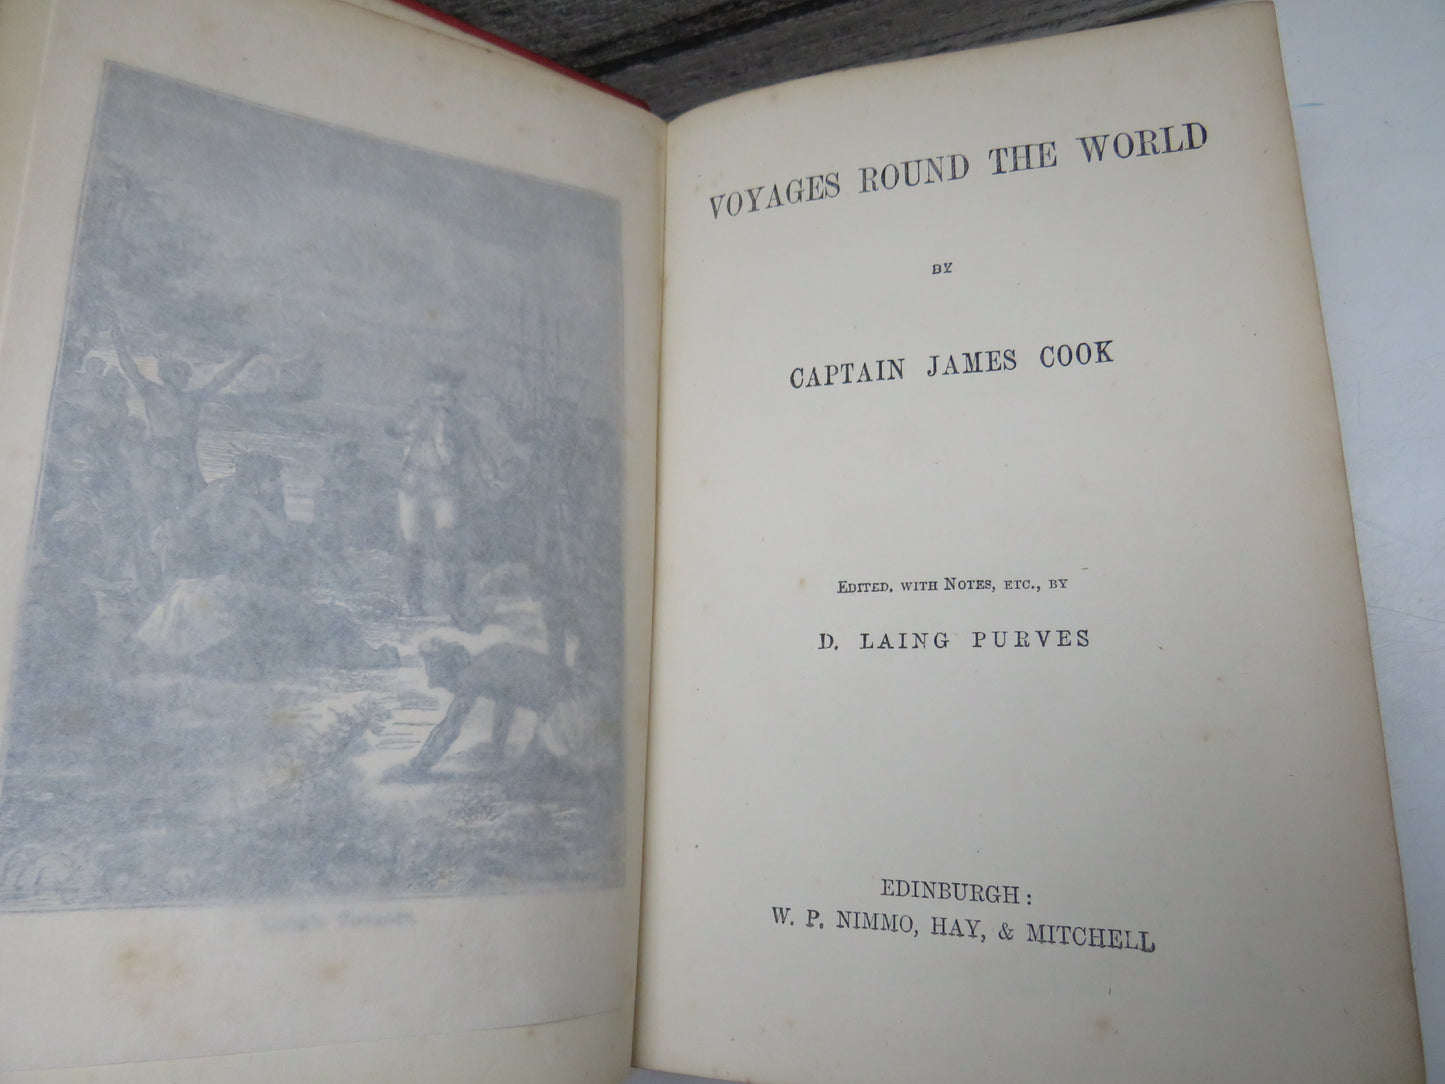 VOYAGES ROUND THE WORLD
BY
CAPTAIN JAMES COOK
EDITED, WITH NOTES, ETC., BY
D. LAING PURVES
EDINBURGH:
W. P. NIMMO, HAY, & MITCHELL